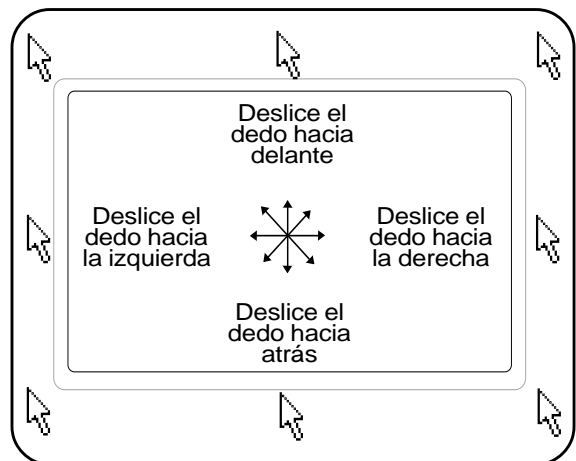 Deslice el
dedo hacia
delante
Deslice el
dedo hacia
la izquierda
Deslice el
dedo hacia
la derecha
Deslice el
dedo hacia
atrás